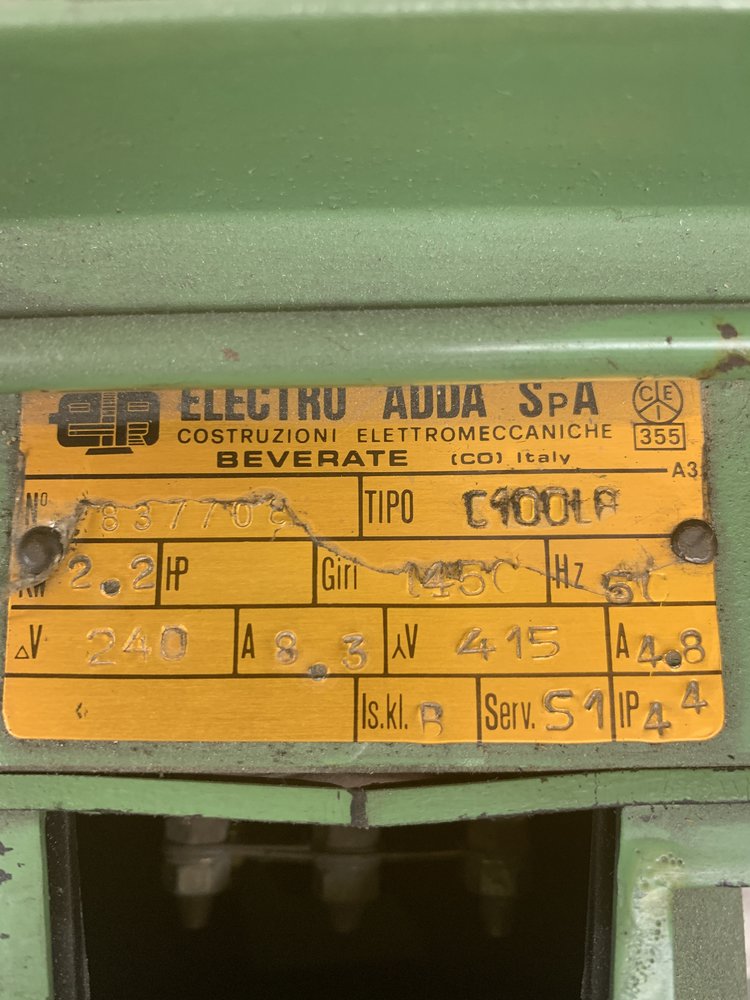 ELECTRO ADDA SpA
CEI
355
COSTRUZIONI ELETTROMECCANICHE
BEVERATE (CO) Italy
A3
Nº 837708 TIPO C100LA
KW 2.2 HP Giri 1450 Hz 50
△V 240 A 8.3 ⅄V 415 A 4.8
Is.kl. B Serv. S1 IP 44